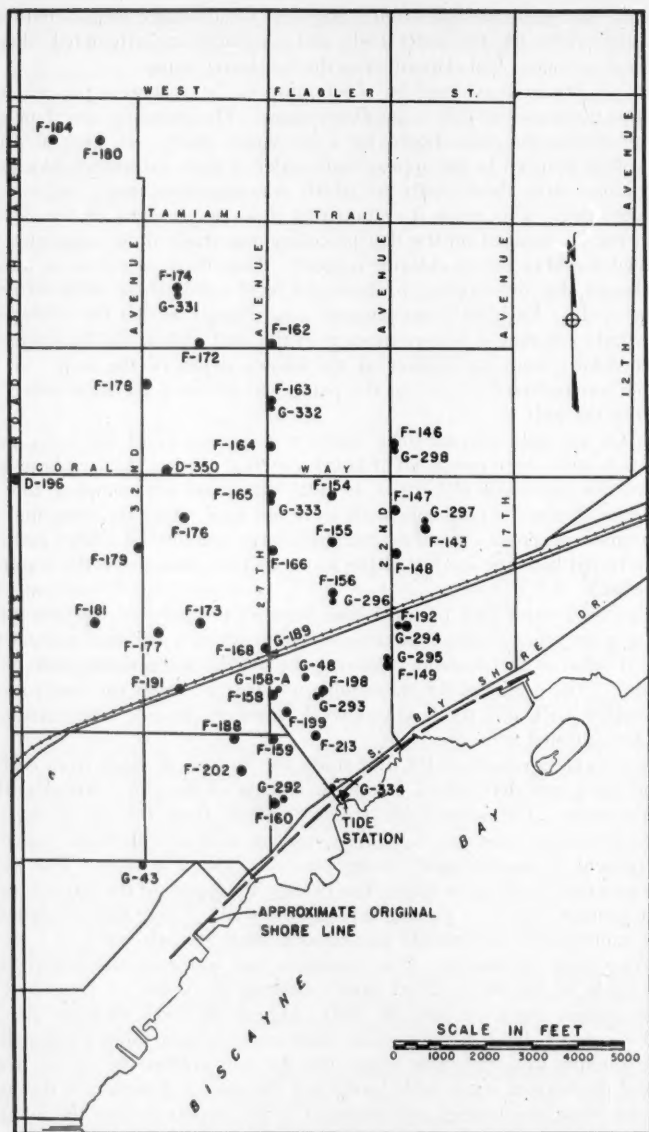 WEST FLAGLER ST.
F-184
F-180
AVENUE
TAMIAMI TRAIL
AVENUE
AVENUE
AVENUE
AVENUE
12TH
F-174
G-331
F-172
F-162
F-178
F-163
G-332
F-164
F-146
G-298
CORAL WAY
D-350
D-196
32ND
F-165
G-333
F-154
F-147
22ND
TH
G-297
F-143
F-176
F-155
F-179
27TH
F-166
F-148
F-156
G-296
F-181
F-173
F-177
F-192
G-294
F-168
G-189
G-295
F-149
S. BAY SHORE DR.
G-48
G-158-A
F-158
F-198
G-293
F-191
F-199
F-188
F-159
F-213
F-202
G-292
F-160
G-334
TIDE
STATION
G-43
APPROXIMATE ORIGINAL
SHORE LINE
BISCAYNE BAY
SCALE IN FEET
0 1000 2000 3000 4000 5000